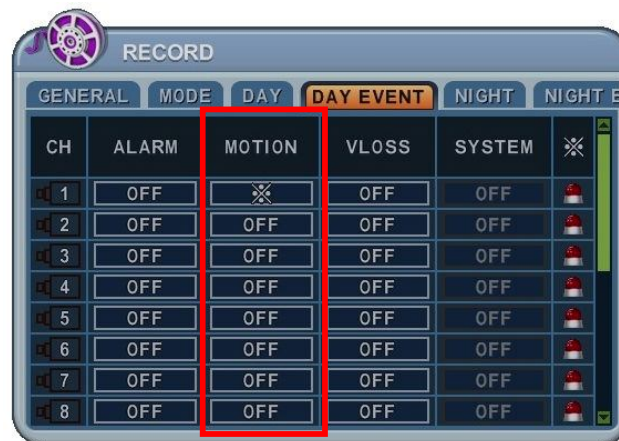 RECORD
GENERAL MODE DAY DAY EVENT NIGHT NIGHT E
CH ALARM MOTION VLOSS SYSTEM ※
1 OFF ※ OFF OFF
2 OFF OFF OFF OFF
3 OFF OFF OFF OFF
4 OFF OFF OFF OFF
5 OFF OFF OFF OFF
6 OFF OFF OFF OFF
7 OFF OFF OFF OFF
8 OFF OFF OFF OFF